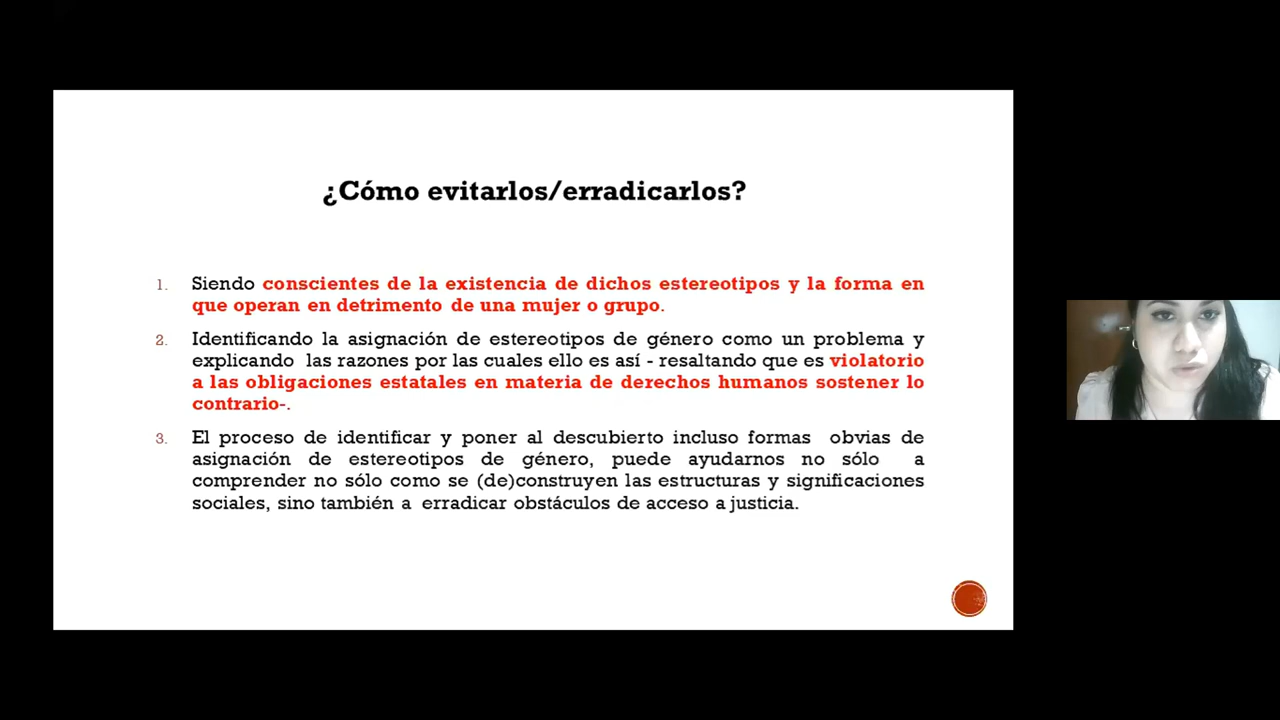 ¿Cómo evitarlos/erradicarlos?
1. Siendo conscientes de la existencia de dichos estereotipos y la forma en
que operan en detrimento de una mujer o grupo.
2. Identificando la asignación de estereotipos de género como un problema y
explicando las razones por las cuales ello es así - resaltando que es violatorio
a las obligaciones estatales en materia de derechos humanos sostener lo
contrario-.
3. El proceso de identificar y poner al descubierto incluso formas obvias de
asignación de estereotipos de género, puede ayudarnos no sólo a
comprender no sólo como se (de)construyen las estructuras y significaciones
sociales, sino también a erradicar obstáculos de acceso a justicia.